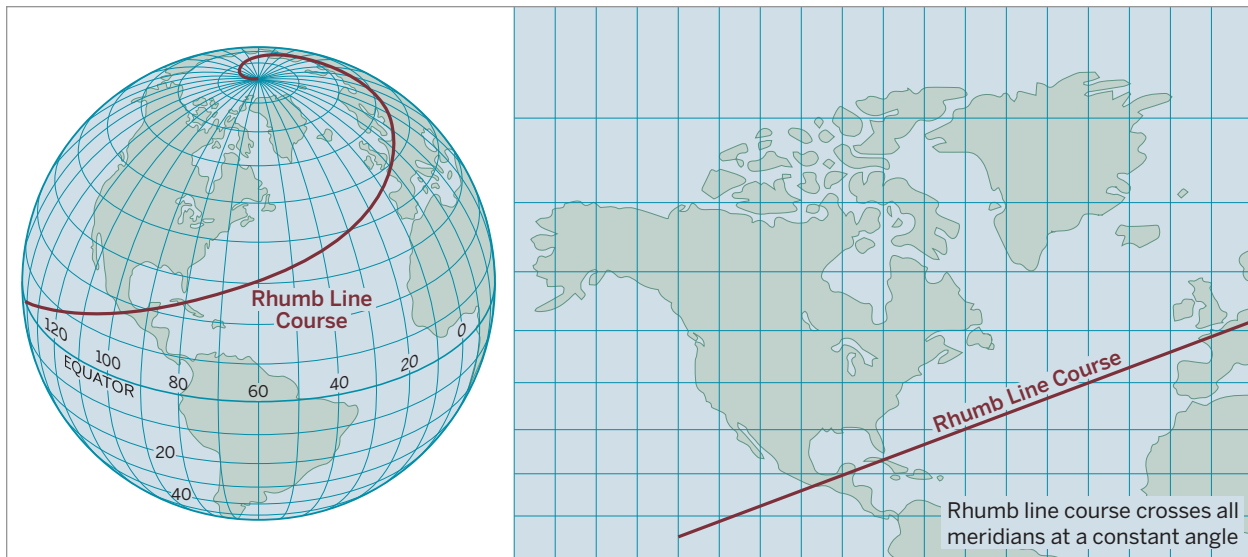 Rhumb Line
Course
120
100
EQUATOR
80
60
40
20
0
20
40
Rhumb Line Course
Rhumb line course crosses all
meridians at a constant angle